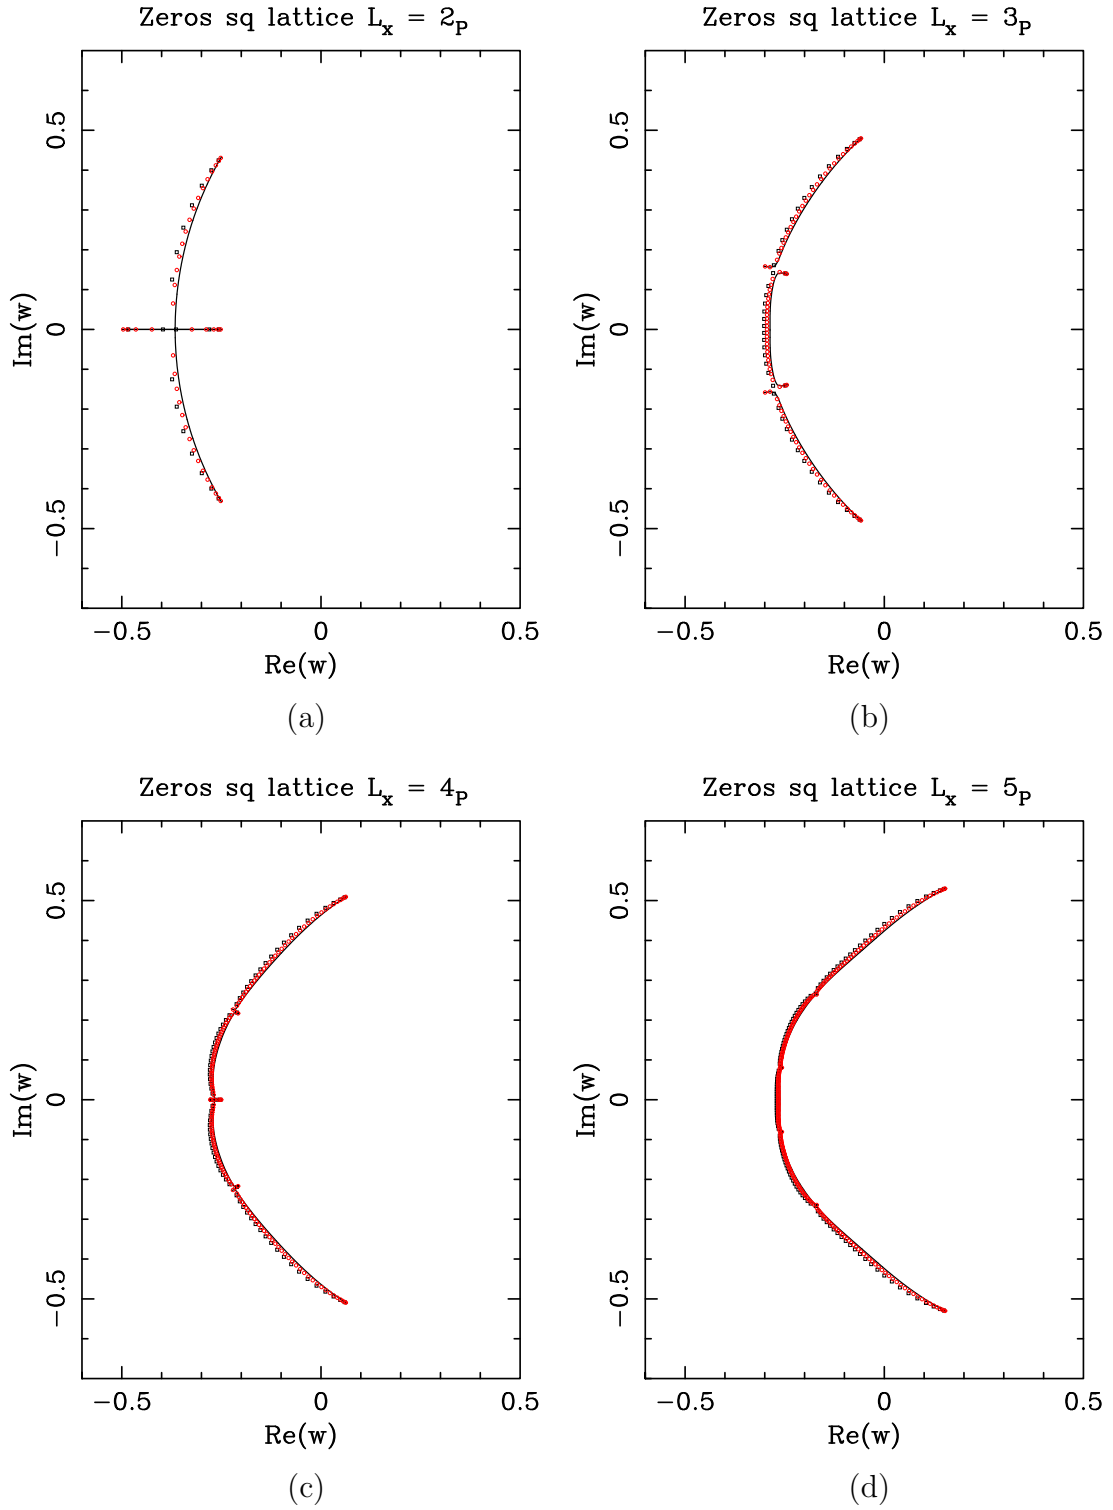 Zeros sq lattice Lx = 2P
Im(w)
0.5
0
−0.5
−0.5 0 0.5
Re(w)
(a)
Zeros sq lattice Lx = 3P
Im(w)
0.5
0
−0.5
−0.5 0 0.5
Re(w)
(b)
Zeros sq lattice Lx = 4P
Im(w)
0.5
0
−0.5
−0.5 0 0.5
Re(w)
(c)
Zeros sq lattice Lx = 5P
Im(w)
0.5
0
−0.5
−0.5 0 0.5
Re(w)
(d)